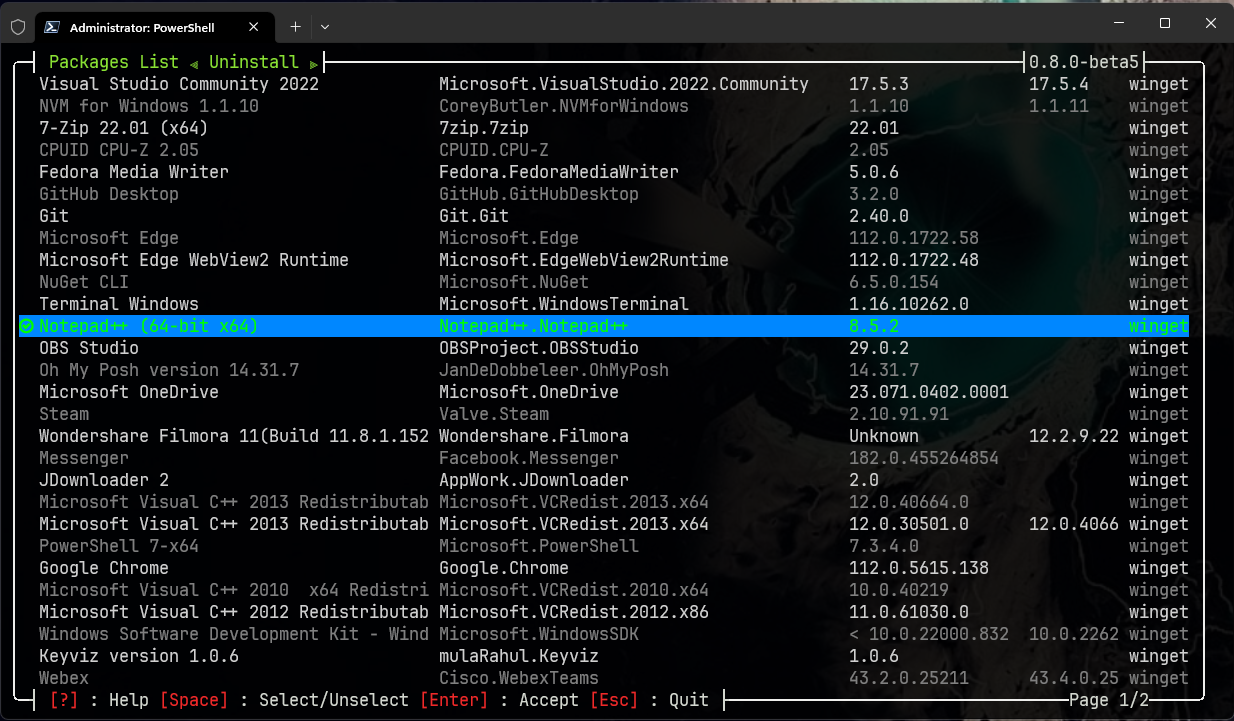 Administrator: PowerShell
Packages List ◄ Uninstall ► 0.8.0-beta5
Visual Studio Community 2022 Microsoft.VisualStudio.2022.Community 17.5.3 17.5.4 winget
NVM for Windows 1.1.10 CoreyButler.NVMforWindows 1.1.10 1.1.11 winget
7-Zip 22.01 (x64) 7zip.7zip 22.01 winget
CPUID CPU-Z 2.05 CPUID.CPU-Z 2.05 winget
Fedora Media Writer Fedora.FedoraMediaWriter 5.0.6 winget
GitHub Desktop GitHub.GitHubDesktop 3.2.0 winget
Git Git.Git 2.40.0 winget
Microsoft Edge Microsoft.Edge 112.0.1722.58 winget
Microsoft Edge WebView2 Runtime Microsoft.EdgeWebView2Runtime 112.0.1722.48 winget
NuGet CLI Microsoft.NuGet 6.5.0.154 winget
Terminal Windows Microsoft.WindowsTerminal 1.16.10262.0 winget
Notepad++ (64-bit x64) Notepad++.Notepad++ 8.5.2 winget
OBS Studio OBSProject.OBSStudio 29.0.2 winget
Oh My Posh version 14.31.7 JanDeDobbeleer.OhMyPosh 14.31.7 winget
Microsoft OneDrive Microsoft.OneDrive 23.071.0402.0001 winget
Steam Valve.Steam 2.10.91.91 winget
Wondershare Filmora 11(Build 11.8.1.152 Wondershare.Filmora Unknown 12.2.9.22 winget
Messenger Facebook.Messenger 182.0.455264854 winget
JDownloader 2 AppWork.JDownloader 2.0 winget
Microsoft Visual C++ 2013 Redistributab Microsoft.VCRedist.2013.x64 12.0.40664.0 winget
Microsoft Visual C++ 2013 Redistributab Microsoft.VCRedist.2013.x64 12.0.30501.0 12.0.4066 winget
PowerShell 7-x64 Microsoft.PowerShell 7.3.4.0 winget
Google Chrome Google.Chrome 112.0.5615.138 winget
Microsoft Visual C++ 2010  x64 Redistri Microsoft.VCRedist.2010.x64 10.0.40219 winget
Microsoft Visual C++ 2012 Redistributab Microsoft.VCRedist.2012.x86 11.0.61030.0 winget
Windows Software Development Kit - Wind Microsoft.WindowsSDK < 10.0.22000.832 10.0.2262 winget
Keyviz version 1.0.6 mulaRahul.Keyviz 1.0.6 winget
Webex Cisco.WebexTeams 43.2.0.25211 43.4.0.25 winget
[?] : Help [Space] : Select/Unselect [Enter] : Accept [Esc] : Quit Page 1/2